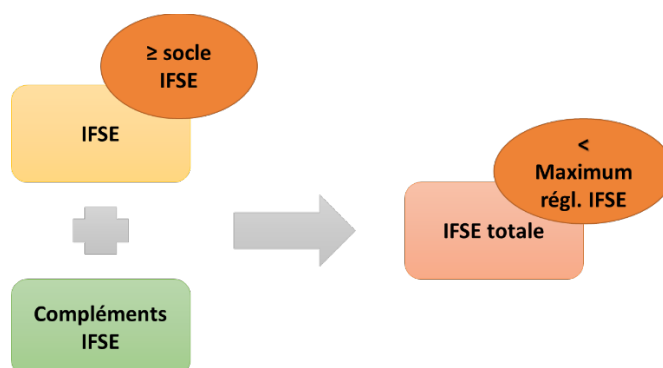 ≥ socle
IFSE
IFSE
Compléments
IFSE
<
Maximum
régl. IFSE
IFSE totale